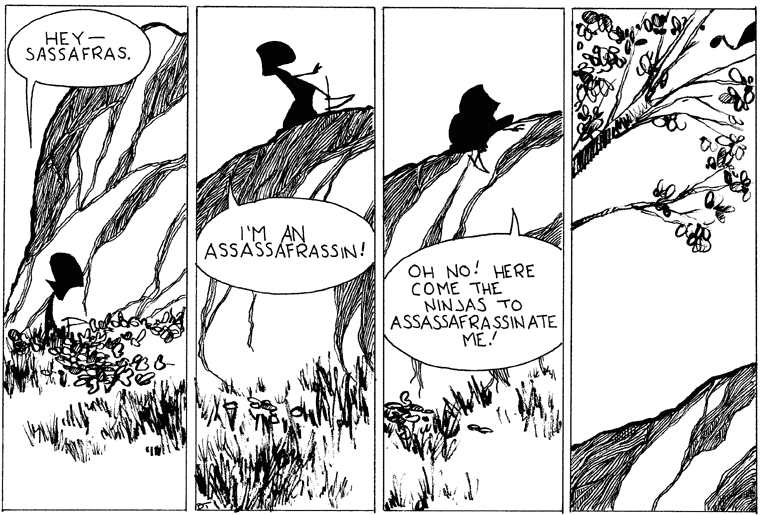 HEY—
SASSAFRAS.
I'M AN
ASSASSAFRASSIN!
OH NO! HERE
COME THE
NINJAS TO
ASSASSAFRASSINATE
ME!